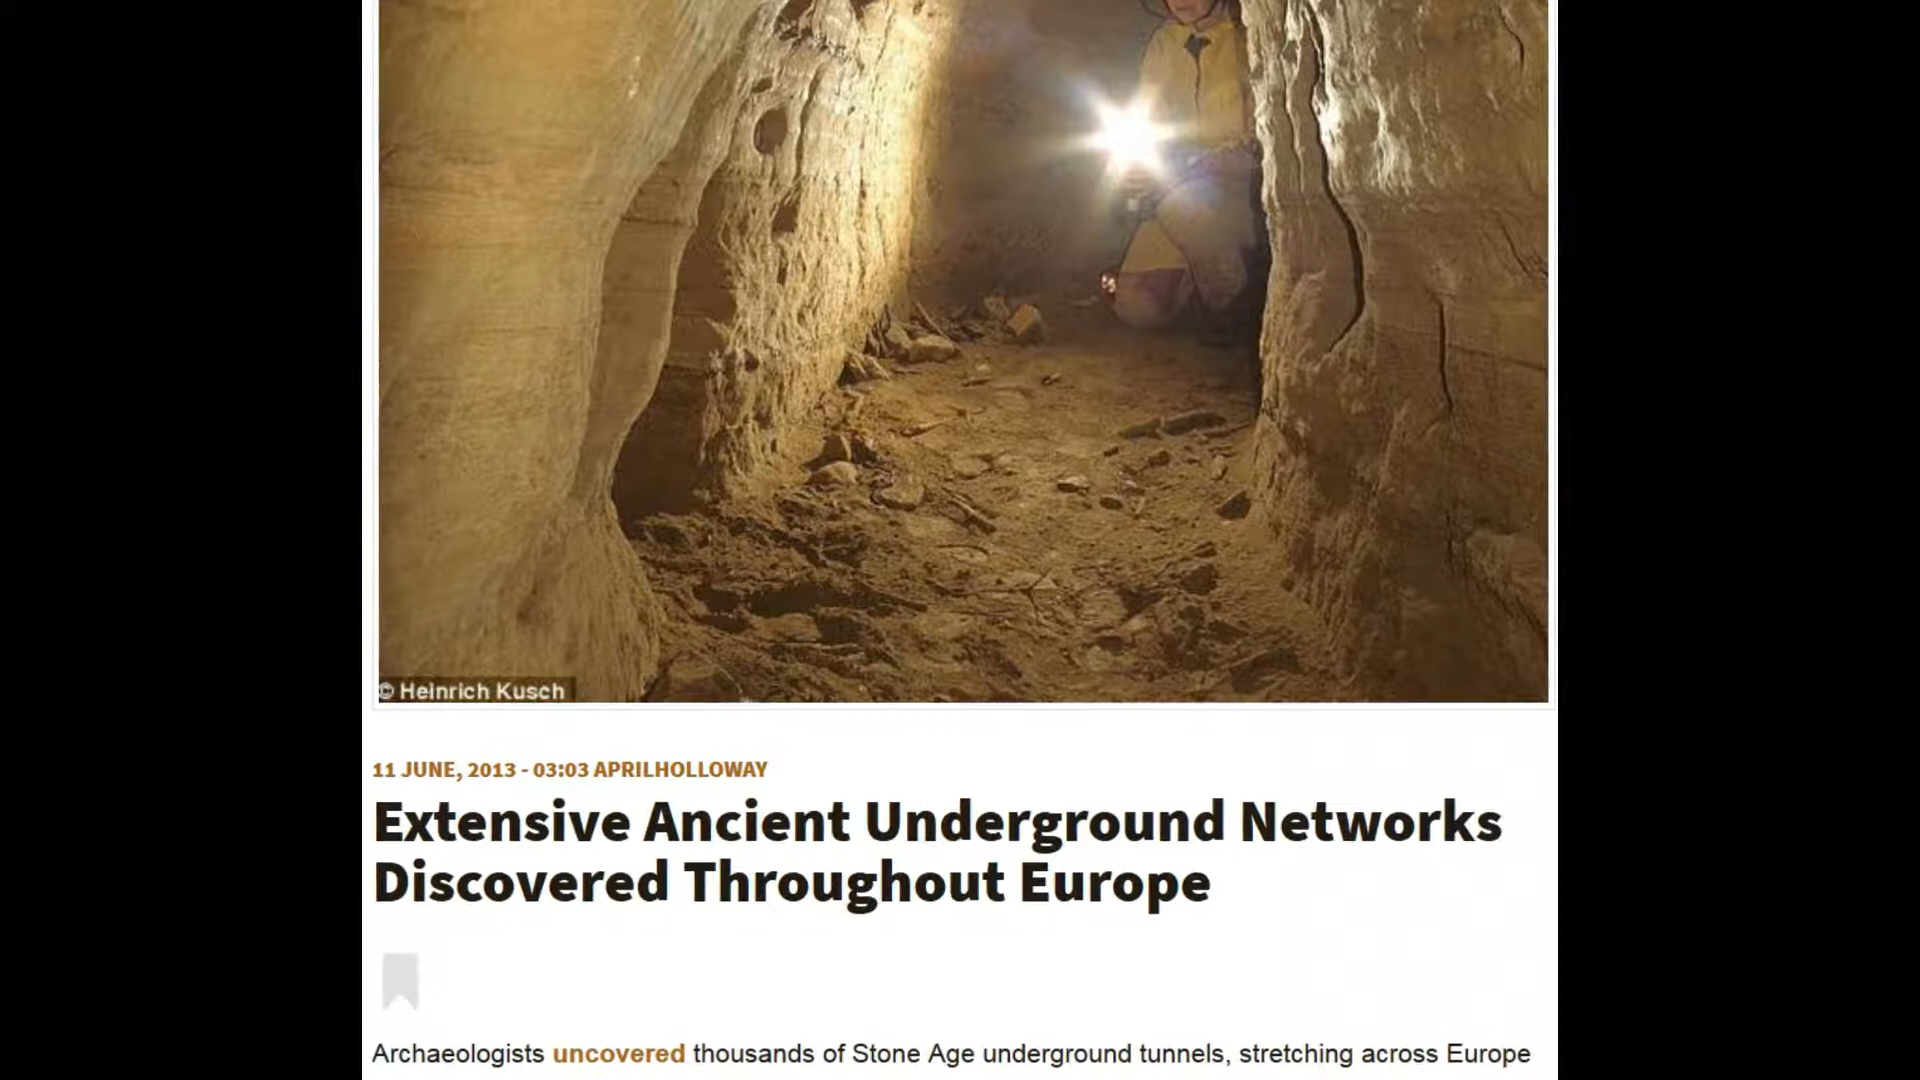 © Heinrich Kusch
11 JUNE, 2013 - 03:03 APRILHOLLOWAY
Extensive Ancient Underground Networks
Discovered Throughout Europe
Archaeologists uncovered thousands of Stone Age underground tunnels, stretching across Europe